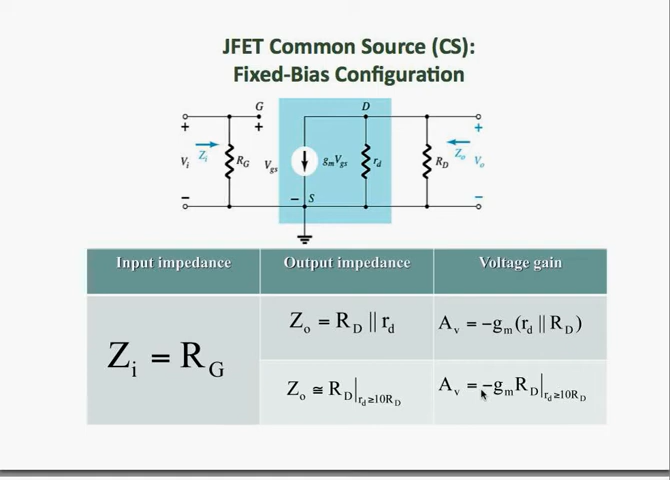 JFET Common Source (CS):
Fixed-Bias Configuration
G
D
+
+
+
Zi
Vi
RG
Vgs
gmVgs
rd
RD
Zo
Vo
−
−
S
−
Input impedance
Output impedance
Voltage gain
Zi = RG
Zo = RD || rd
Av = −gm(rd || RD)
Zo ≅ RD|rd≥10RD
Av = −gmRD|rd≥10RD